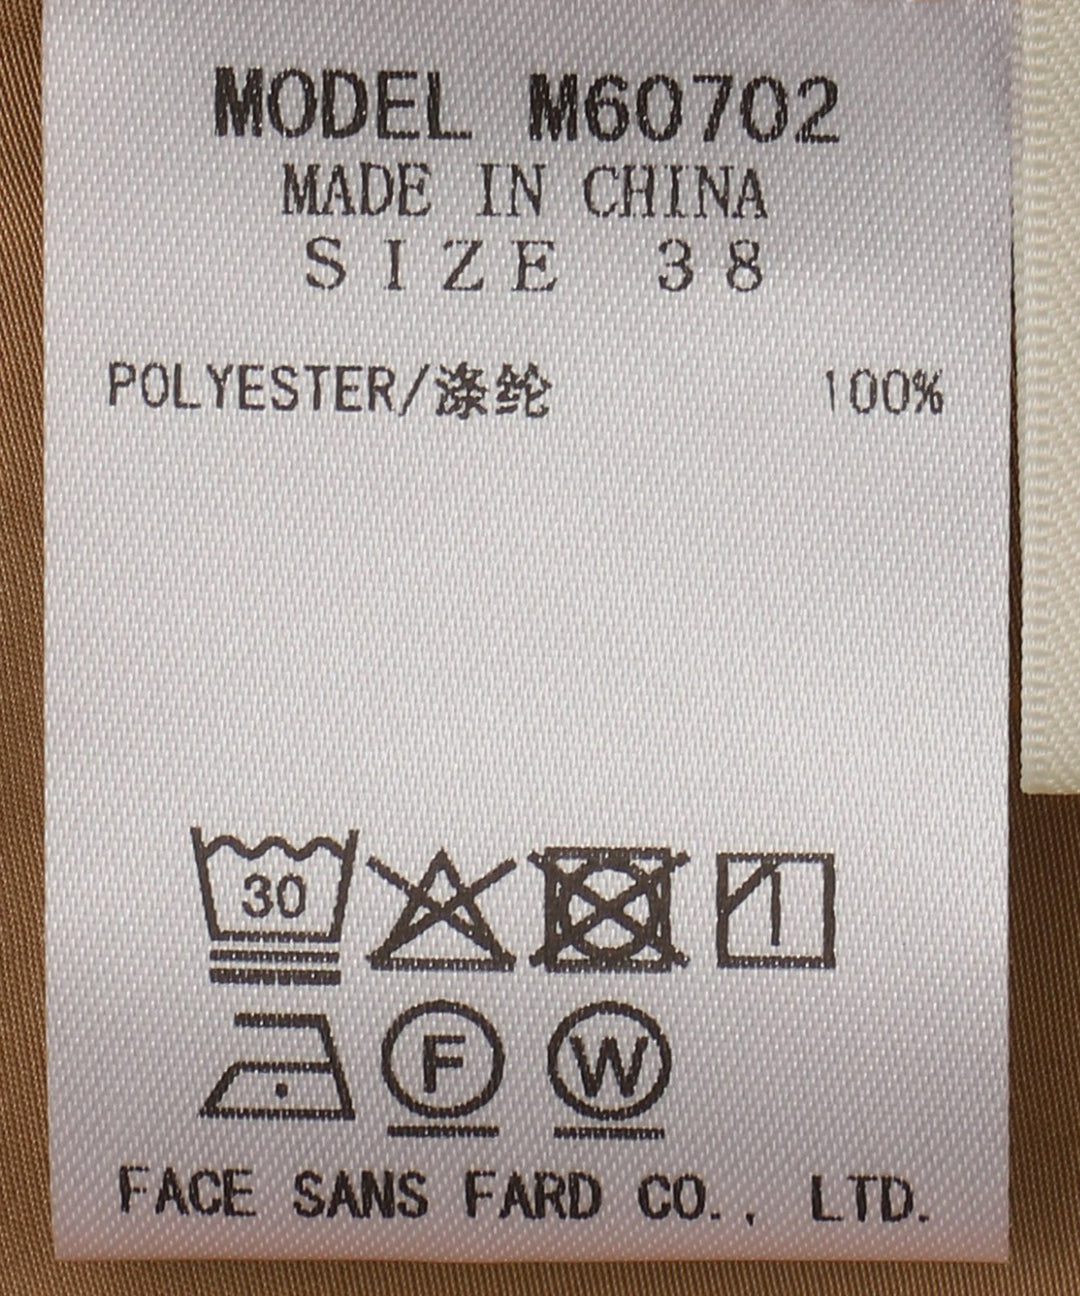 MODEL M60702
MADE IN CHINA
SIZE 38
POLYESTER/涤纶 100%
30
F W
FACE SANS FARD CO., LTD.